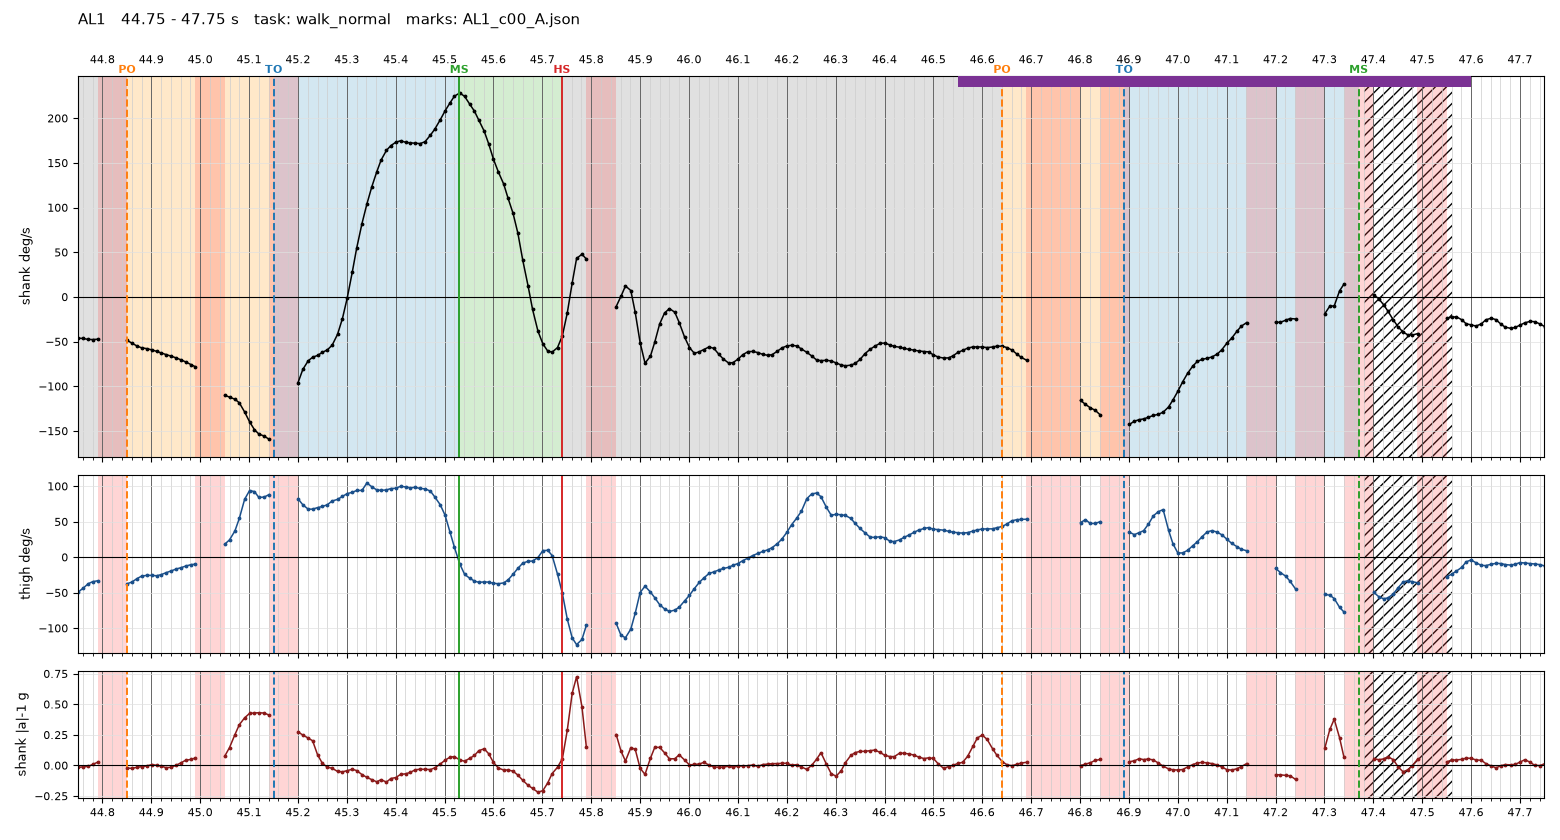 AL1   44.75 - 47.75 s   task: walk_normal   marks: AL1_c00_A.json
44.8 44.9 45.0 45.1 45.2 45.3 45.4 45.5 45.6 45.7 45.8 45.9 46.0 46.1 46.2 46.3 46.4 46.5 46.6 46.7 46.8 46.9 47.0 47.1 47.2 47.3 47.4 47.5 47.6 47.7
PO TO MS HS PO TO MS
shank deg/s
200
150
100
50
0
−50
−100
−150
thigh deg/s
100
50
0
−50
−100
shank |a|-1 g
0.75
0.50
0.25
0.00
−0.25
44.8 44.9 45.0 45.1 45.2 45.3 45.4 45.5 45.6 45.7 45.8 45.9 46.0 46.1 46.2 46.3 46.4 46.5 46.6 46.7 46.8 46.9 47.0 47.1 47.2 47.3 47.4 47.5 47.6 47.7